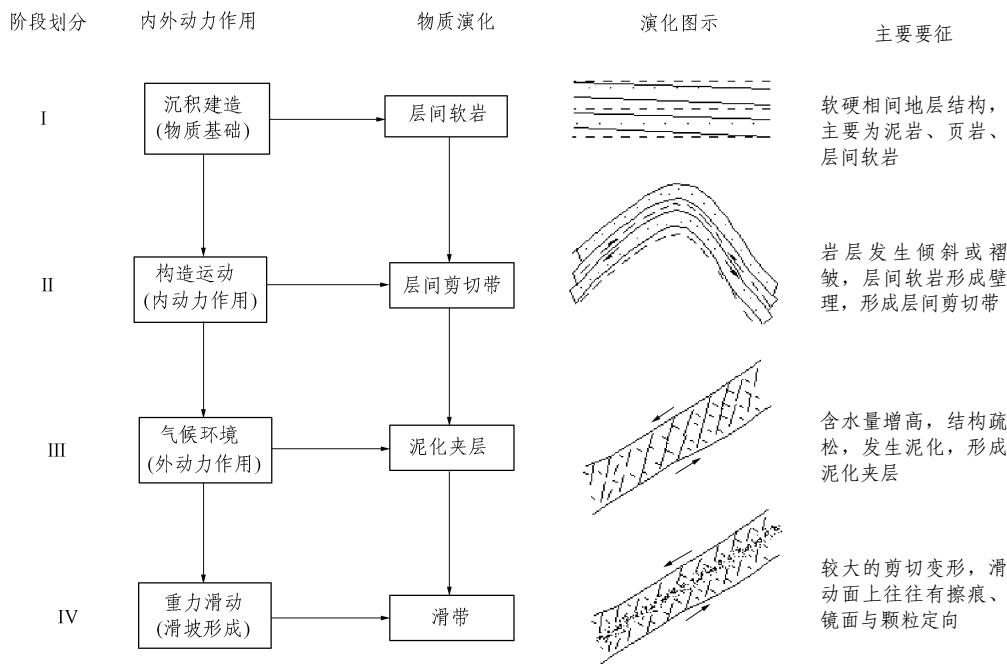 阶段划分 内外动力作用 物质演化 演化图示 主要要征
I
沉积建造
(物质基础)
层间软岩
软硬相间地层结构，
主要为泥岩、页岩、
层间软岩
II
构造运动
(内动力作用)
层间剪切带
岩层发生倾斜或褶
皱，层间软岩形成壁
理，形成层间剪切带
III
气候环境
(外动力作用)
泥化夹层
含水量增高，结构疏
松，发生泥化，形成
泥化夹层
IV
重力滑动
(滑坡形成)
滑带
较大的剪切变形，滑
动面上往往有擦痕、
镜面与颗粒定向